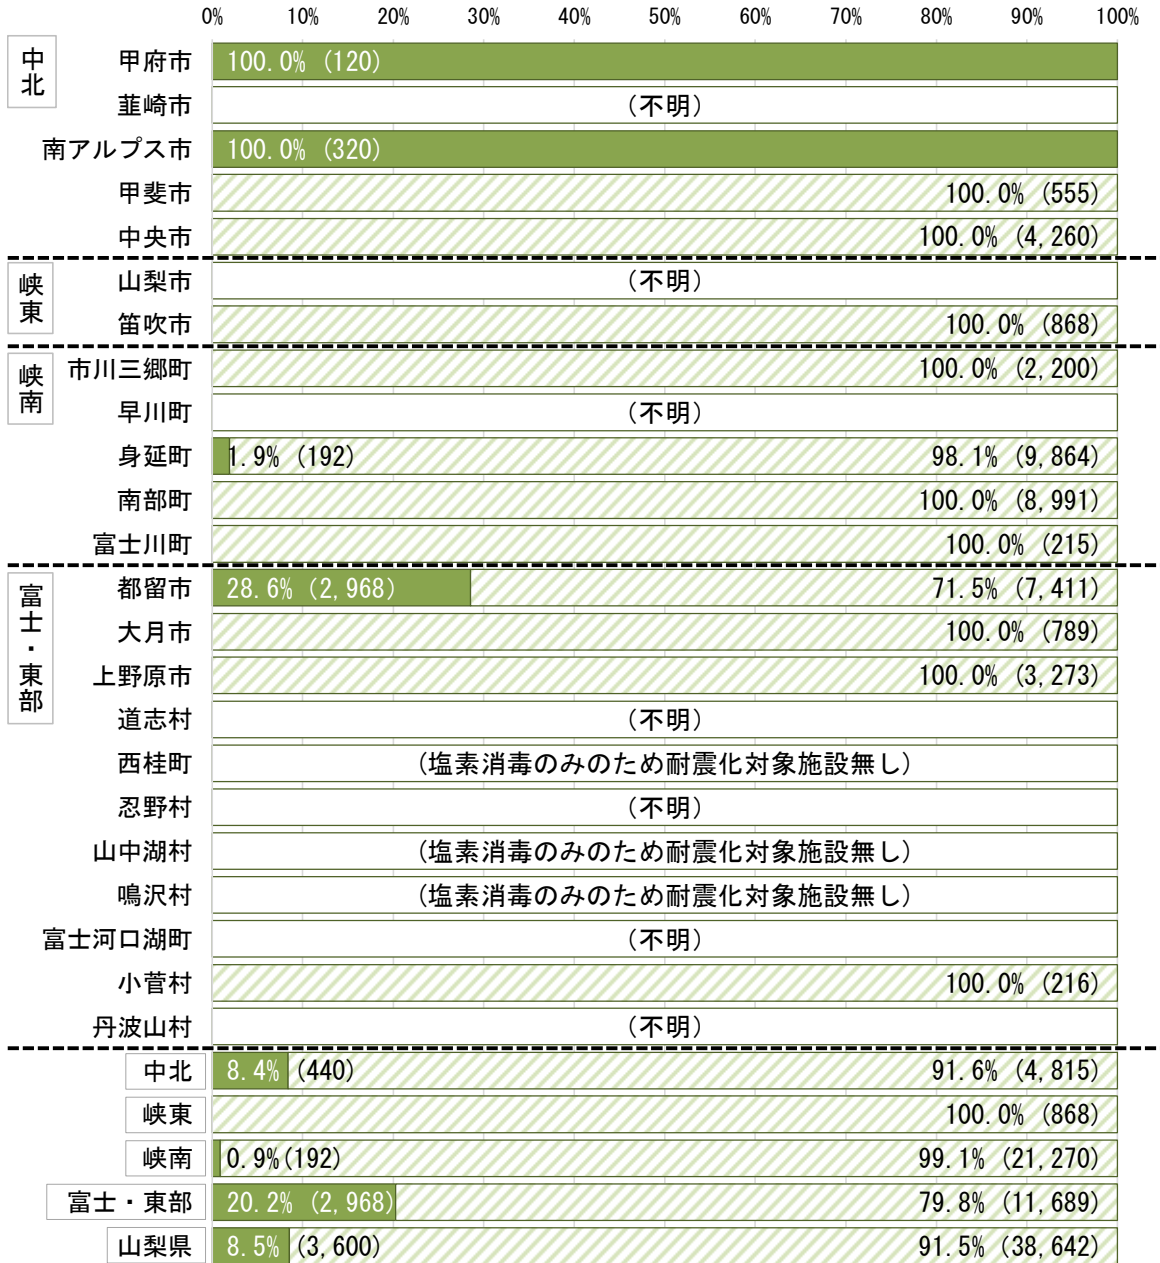 0% 10% 20% 30% 40% 50% 60% 70% 80% 90% 100%
中北
甲府市 100.0% (120)
韮崎市 (不明)
南アルプス市 100.0% (320)
甲斐市 100.0% (555)
中央市 100.0% (4,260)
峡東
山梨市 (不明)
笛吹市 100.0% (868)
峡南
市川三郷町 100.0% (2,200)
早川町 (不明)
身延町 1.9% (192) 98.1% (9,864)
南部町 100.0% (8,991)
富士川町 100.0% (215)
富士・東部
都留市 28.6% (2,968) 71.5% (7,411)
大月市 100.0% (789)
上野原市 100.0% (3,273)
道志村 (不明)
西桂町 (塩素消毒のみのため耐震化対象施設無し)
忍野村 (不明)
山中湖村 (塩素消毒のみのため耐震化対象施設無し)
鳴沢村 (塩素消毒のみのため耐震化対象施設無し)
富士河口湖町 (不明)
小菅村 100.0% (216)
丹波山村 (不明)
中北 8.4% (440) 91.6% (4,815)
峡東 100.0% (868)
峡南 0.9%(192) 99.1% (21,270)
富士・東部 20.2% (2,968) 79.8% (11,689)
山梨県 8.5% (3,600) 91.5% (38,642)